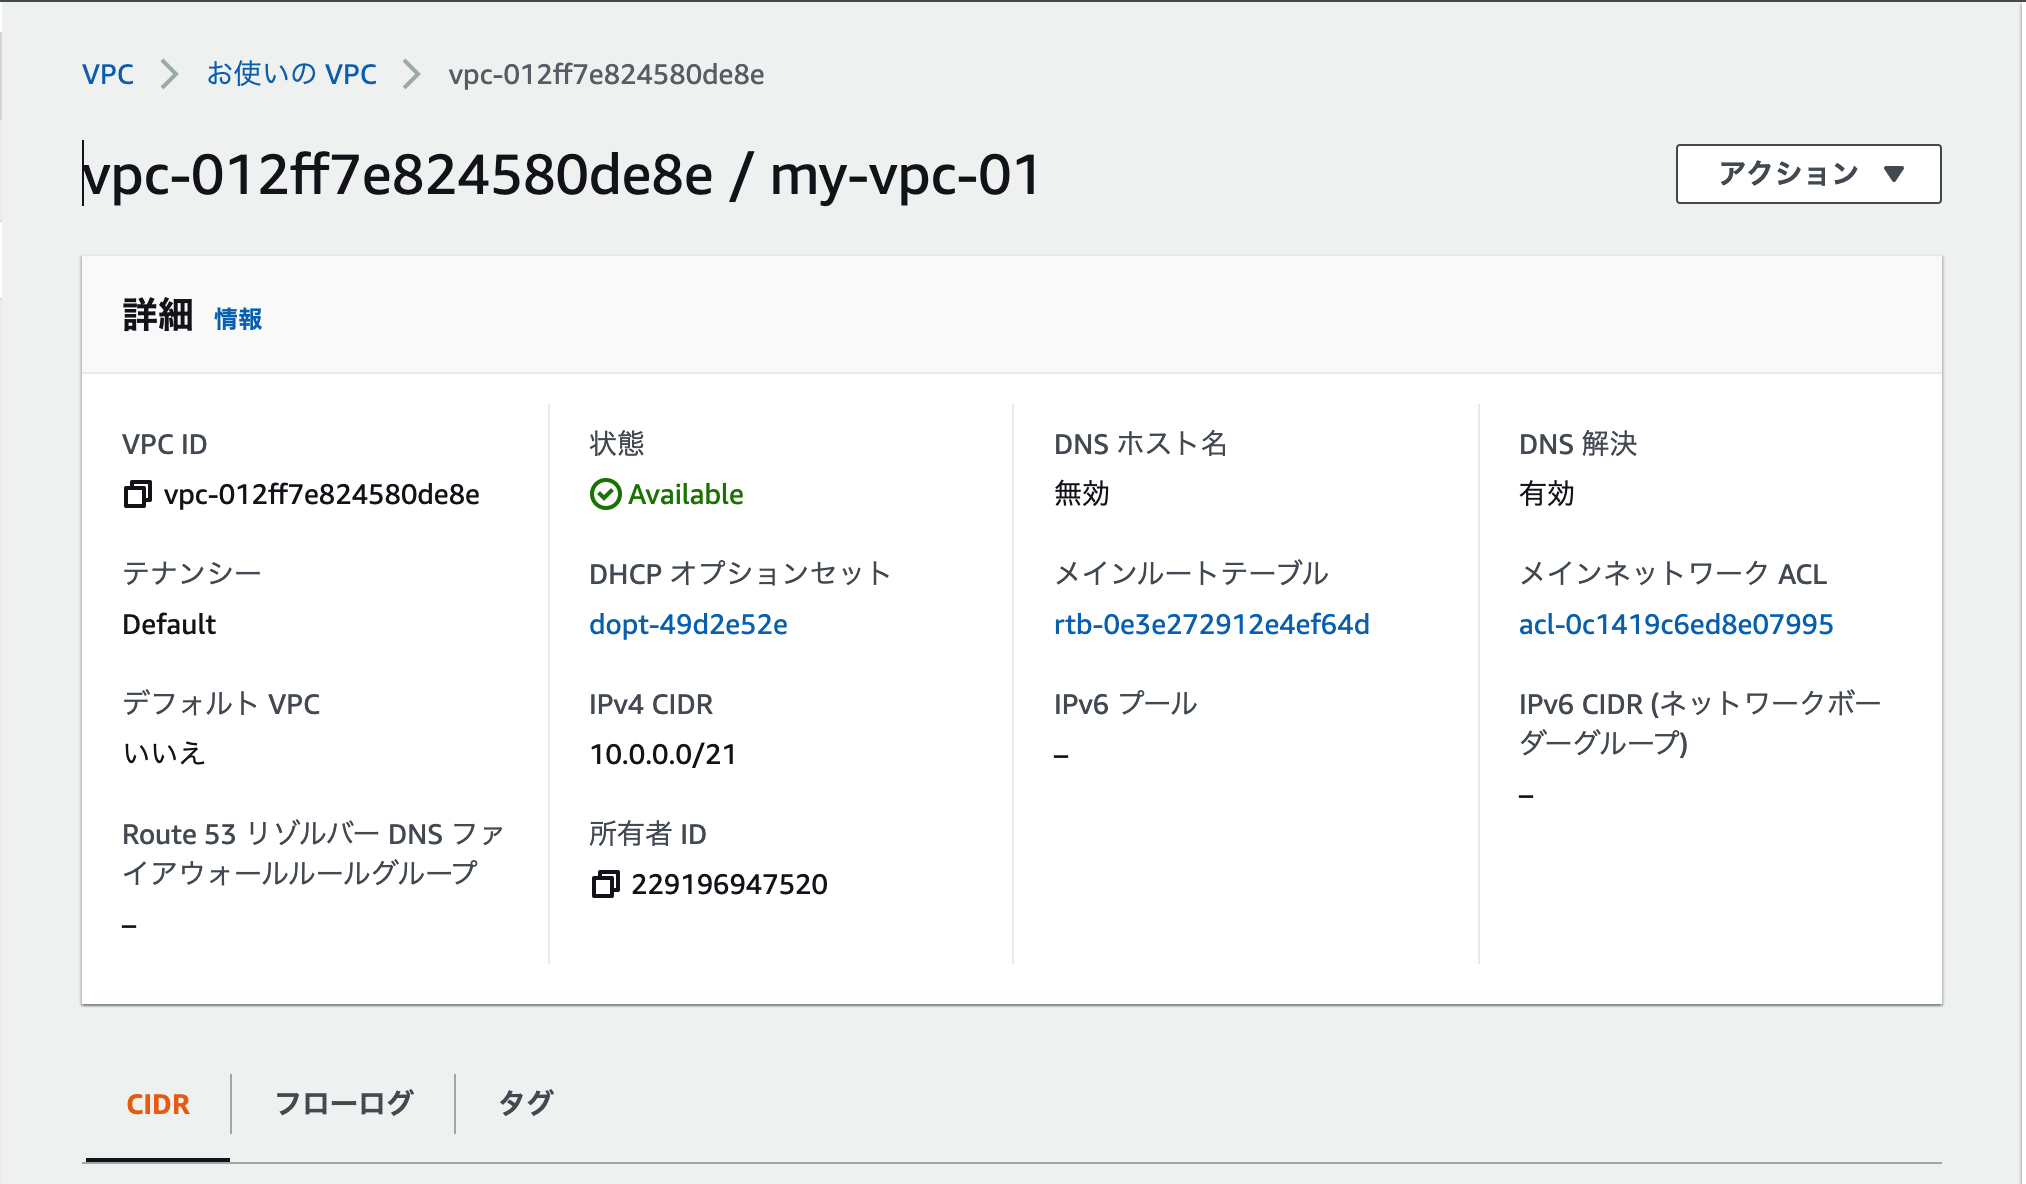 VPC > お使いの VPC > vpc-012ff7e824580de8e
vpc-012ff7e824580de8e / my-vpc-01
アクション ▼
詳細 情報
VPC ID
vpc-012ff7e824580de8e
状態
Available
DNS ホスト名
無効
DNS 解決
有効
テナンシー
Default
DHCP オプションセット
dopt-49d2e52e
メインルートテーブル
rtb-0e3e272912e4ef64d
メインネットワーク ACL
acl-0c1419c6ed8e07995
デフォルト VPC
いいえ
IPv4 CIDR
10.0.0.0/21
IPv6 プール
–
IPv6 CIDR (ネットワークボー
ダーグループ)
–
Route 53 リゾルバー DNS ファ
イアウォールルールグループ
–
所有者 ID
229196947520
CIDR
フローログ
タグ